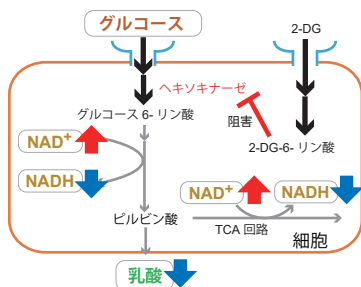 グルコース
2-DG
ヘキソキナーゼ
グルコース 6- リン酸
阻害
2-DG-6- リン酸
NAD+
NADH
NAD+
NADH
ピルビン酸
TCA 回路
細胞
乳酸